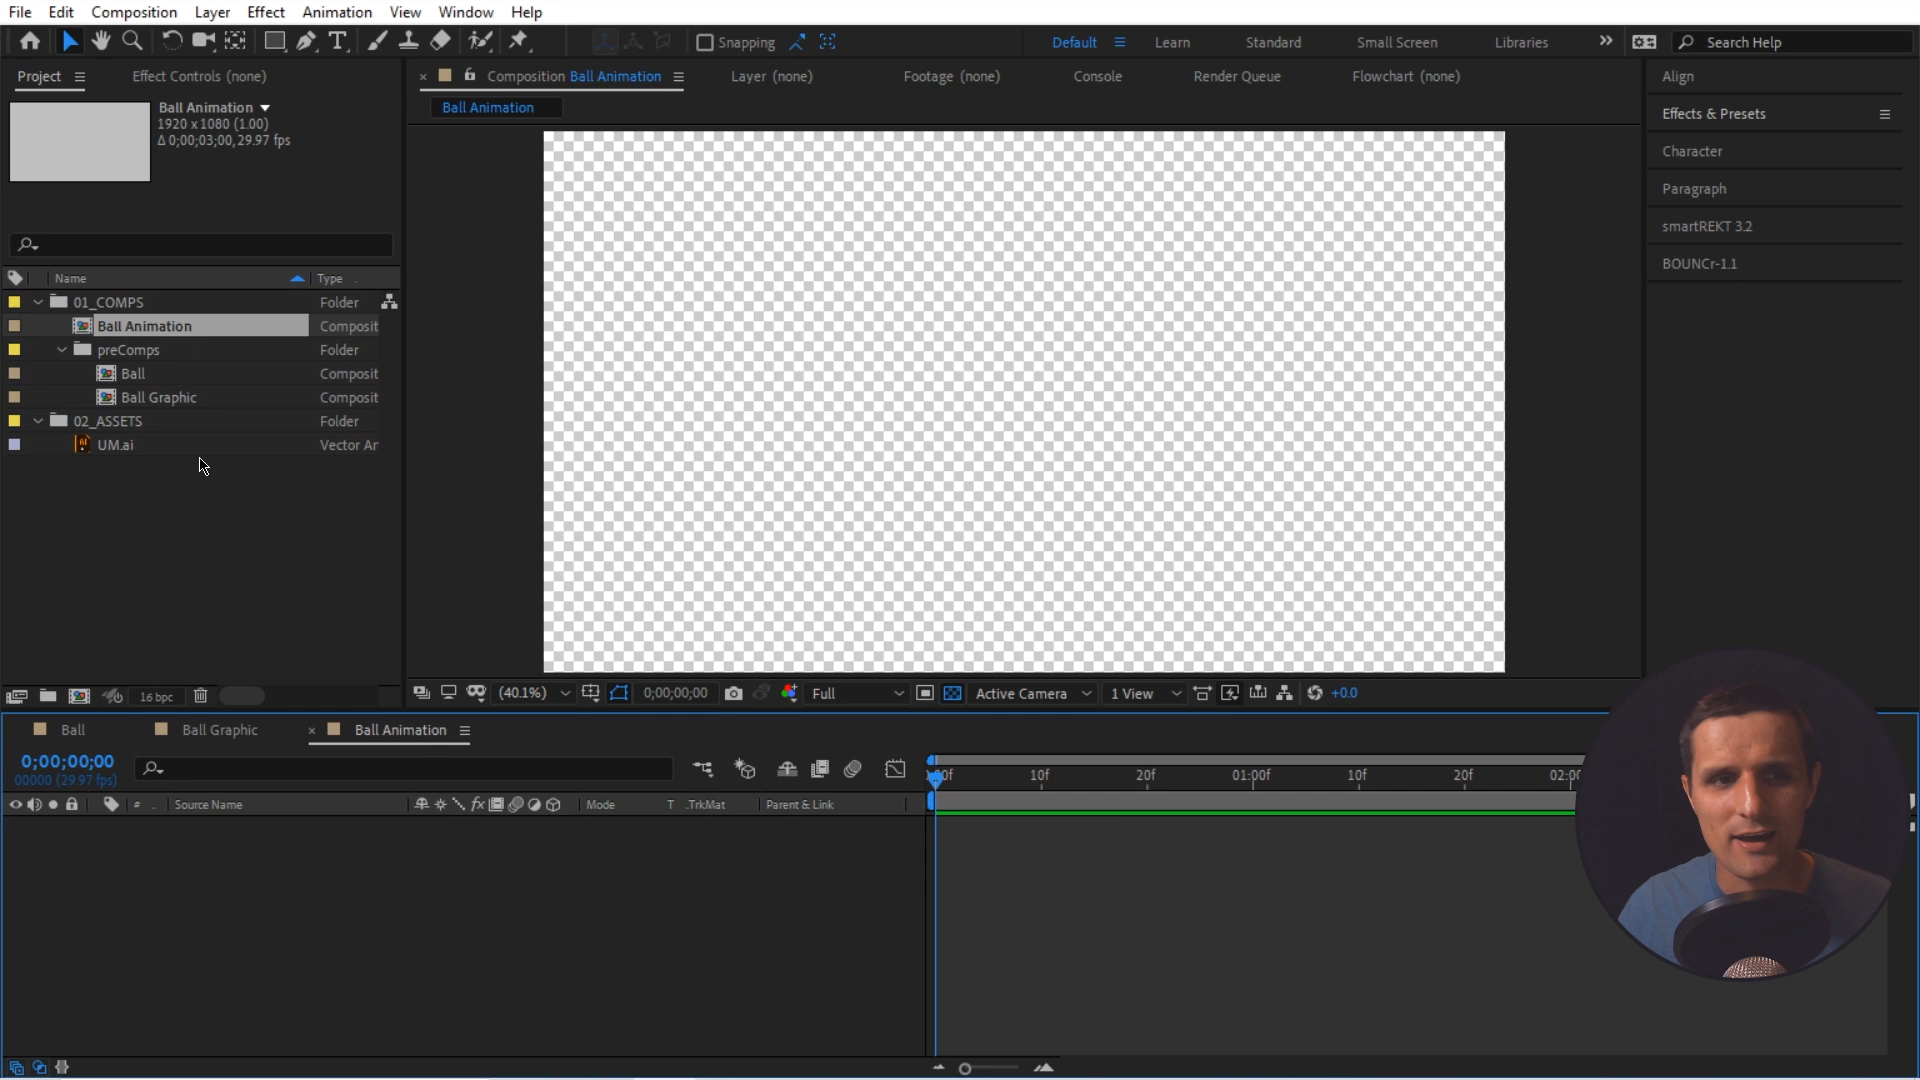 File Edit Composition Layer Effect Animation View Window Help
Snapping Default Learn Standard Small Screen Libraries Search Help
Project Effect Controls (none)
Composition Ball Animation Layer (none) Footage (none) Console Render Queue Flowchart (none)
Align
Ball Animation
1920 x 1080 (1.00)
Δ 0;00;03;00, 29.97 fps
Ball Animation
Effects & Presets
Character
Paragraph
smartREKT 3.2
BOUNCr-1.1
Name Type
01_COMPS Folder
Ball Animation Composit
preComps Folder
Ball Composit
Ball Graphic Composit
02_ASSETS Folder
UM.ai Vector Ar
16 bpc
(40.1%) 0;00;00;00 Full Active Camera 1 View +0.0
Ball Ball Graphic Ball Animation
0;00;00;00
00000 (29.97 fps)
10f 20f 01:00f 10f 20f 02:00
# Source Name fx Mode T .TrkMat Parent & Link